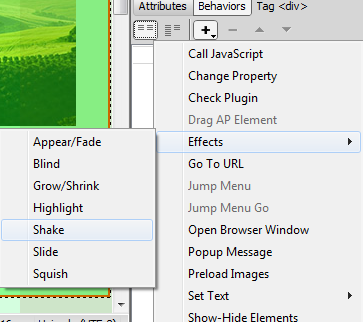 Attributes Behaviors Tag <div>
Call JavaScript
Change Property
Check Plugin
Drag AP Element
Effects
Go To URL
Jump Menu
Jump Menu Go
Open Browser Window
Popup Message
Preload Images
Set Text
Show-Hide Elements
Appear/Fade
Blind
Grow/Shrink
Highlight
Shake
Slide
Squish